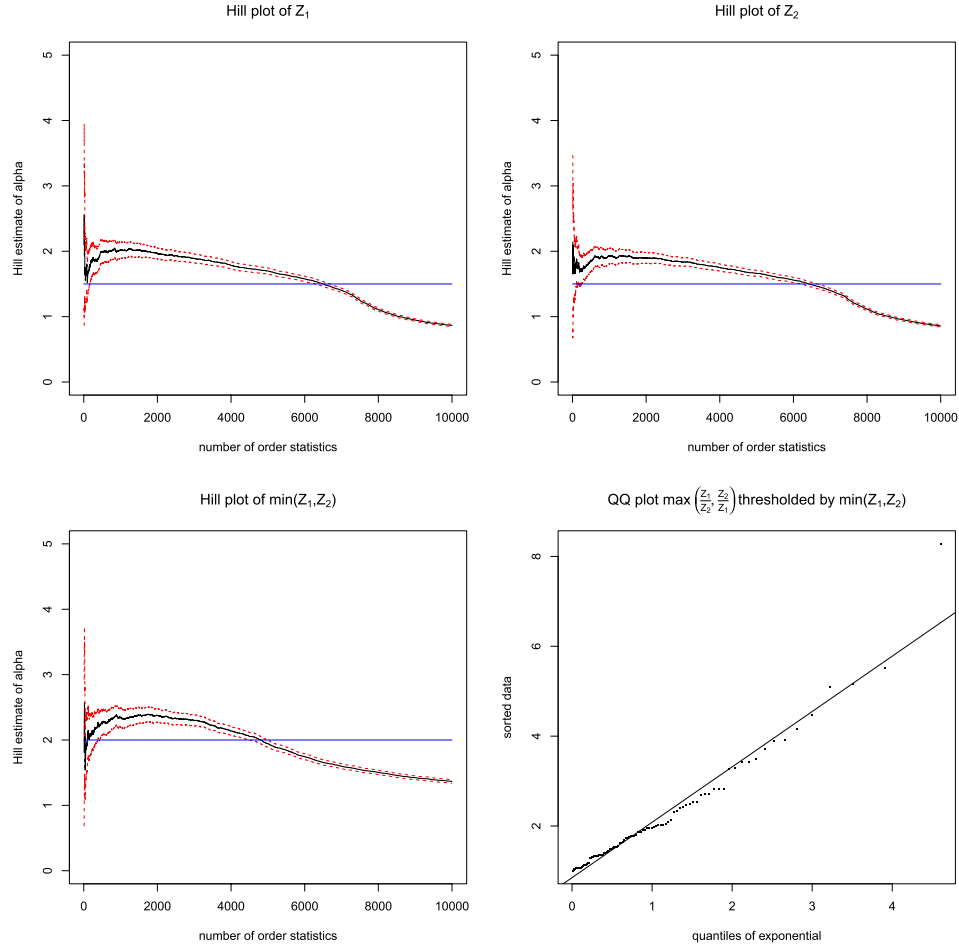 Hill plot of Z₁
Hill estimate of alpha
0 1 2 3 4 5
0 2000 4000 6000 8000 10000
number of order statistics
Hill plot of Z₂
Hill estimate of alpha
0 1 2 3 4 5
0 2000 4000 6000 8000 10000
number of order statistics
Hill plot of min(Z₁,Z₂)
Hill estimate of alpha
0 1 2 3 4 5
0 2000 4000 6000 8000 10000
number of order statistics
QQ plot max (Z₁/Z₂, Z₂/Z₁) thresholded by min(Z₁,Z₂)
sorted data
2 4 6 8
0 1 2 3 4
quantiles of exponential